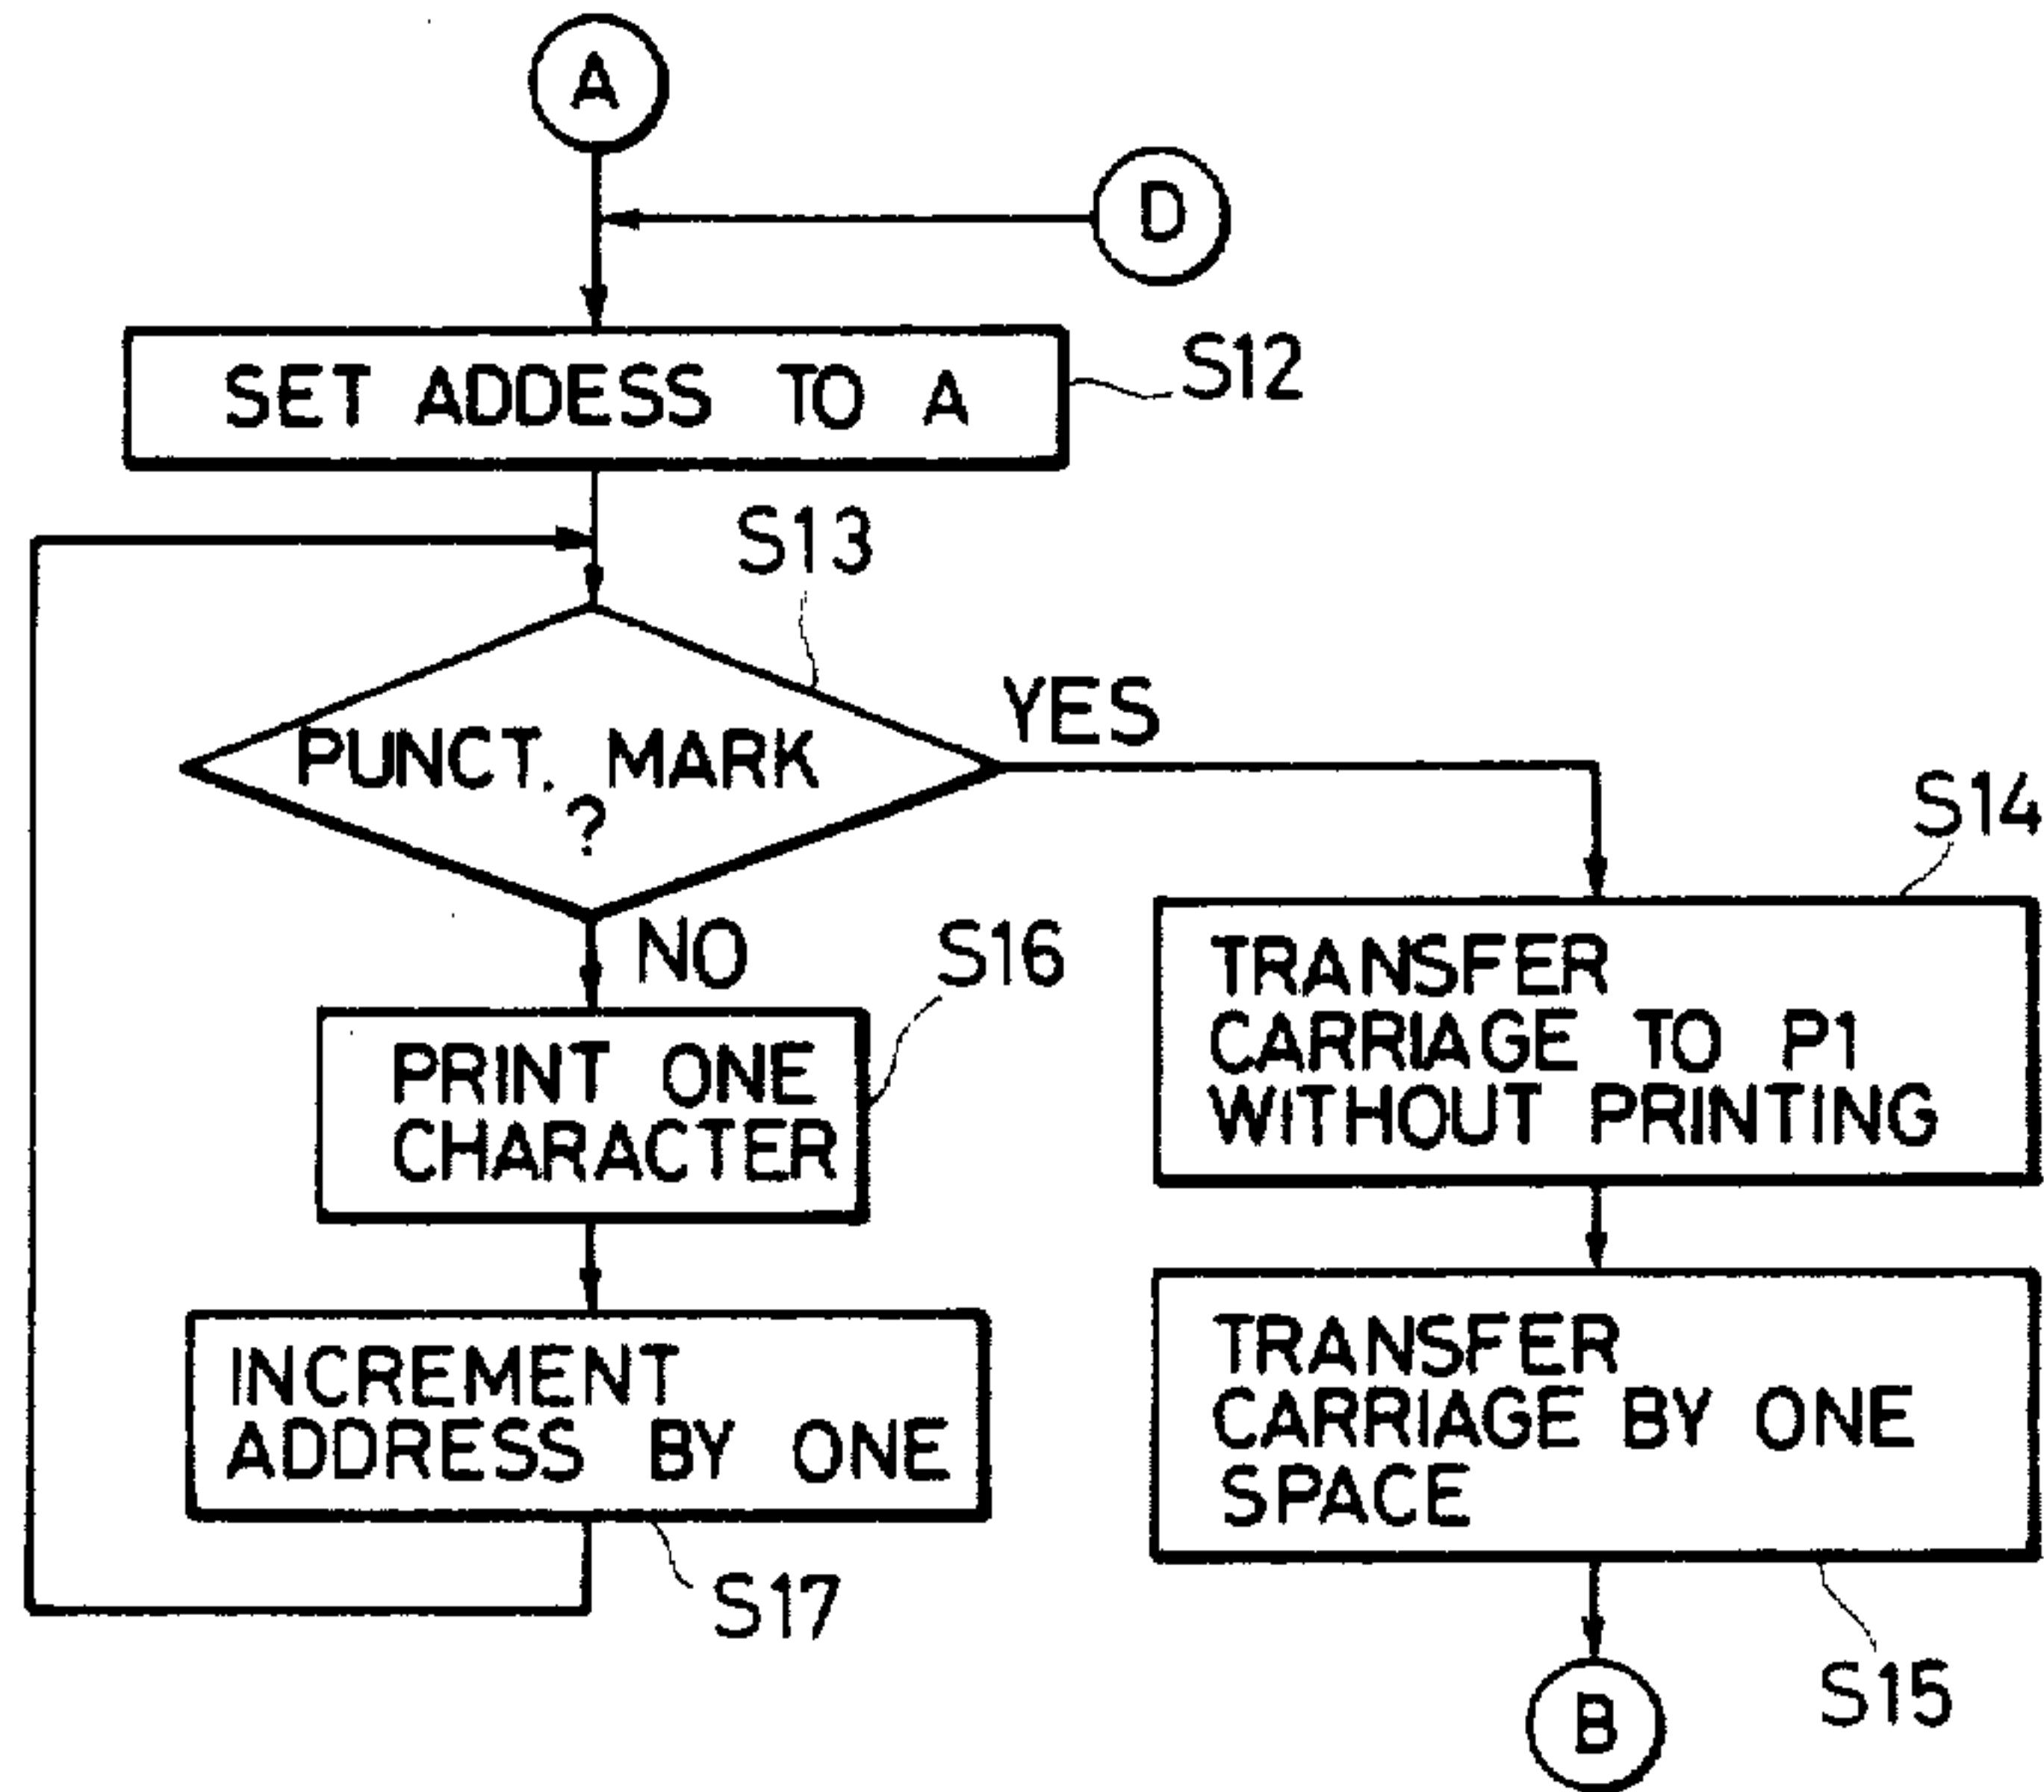 A
D
SET ADDESS TO A
S12
S13
PUNCT. MARK
?
YES
NO
S14
TRANSFER
CARRIAGE TO P1
WITHOUT PRINTING
S16
PRINT ONE
CHARACTER
INCREMENT
ADDRESS BY ONE
S17
TRANSFER
CARRIAGE BY ONE
SPACE
S15
B